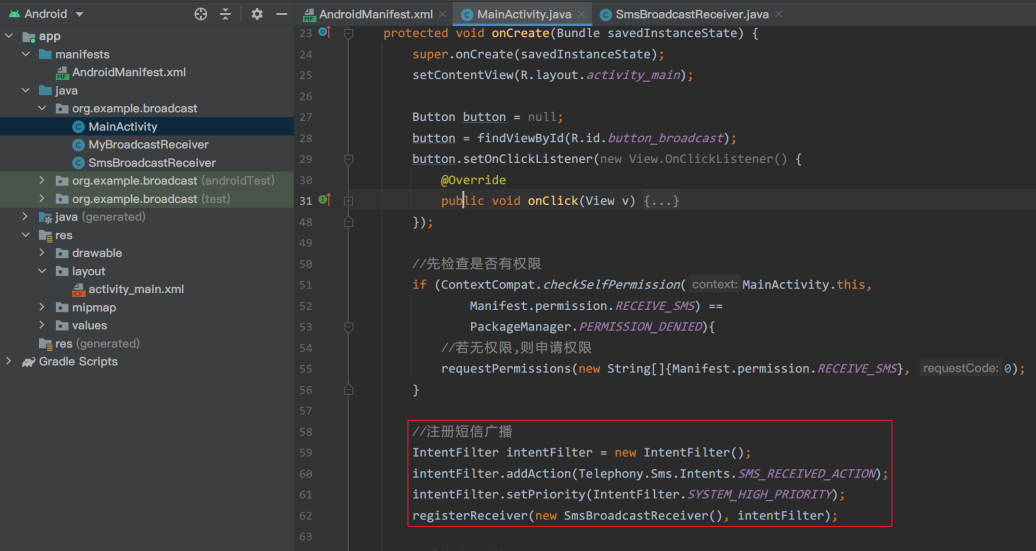 Android
app
manifests
AndroidManifest.xml
java
org.example.broadcast
MainActivity
MyBroadcastReceiver
SmsBroadcastReceiver
org.example.broadcast (androidTest)
org.example.broadcast (test)
java (generated)
res
drawable
layout
activity_main.xml
mipmap
values
res (generated)
Gradle Scripts
AndroidManifest.xml
MainActivity.java
SmsBroadcastReceiver.java
23 protected void onCreate(Bundle savedInstanceState) {
24 super.onCreate(savedInstanceState);
25 setContentView(R.layout.activity_main);
26
27 Button button = null;
28 button = findViewById(R.id.button_broadcast);
29 button.setOnClickListener(new View.OnClickListener() {
30 @Override
31 public void onClick(View v) {...}
48 });
49
50 //先检查是否有权限
51 if (ContextCompat.checkSelfPermission( context: MainActivity.this,
52 Manifest.permission.RECEIVE_SMS) ==
53 PackageManager.PERMISSION_DENIED){
54 //若无权限,则申请权限
55 requestPermissions(new String[]{Manifest.permission.RECEIVE_SMS}, requestCode: 0);
56 }
57
58 //注册短信广播
59 IntentFilter intentFilter = new IntentFilter();
60 intentFilter.addAction(Telephony.Sms.Intents.SMS_RECEIVED_ACTION);
61 intentFilter.setPriority(IntentFilter.SYSTEM_HIGH_PRIORITY);
62 registerReceiver(new SmsBroadcastReceiver(), intentFilter);
63